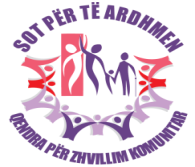 SOT PËR TË ARDHMEN
QENDRA PËR ZHVILLIM KOMUNITAR